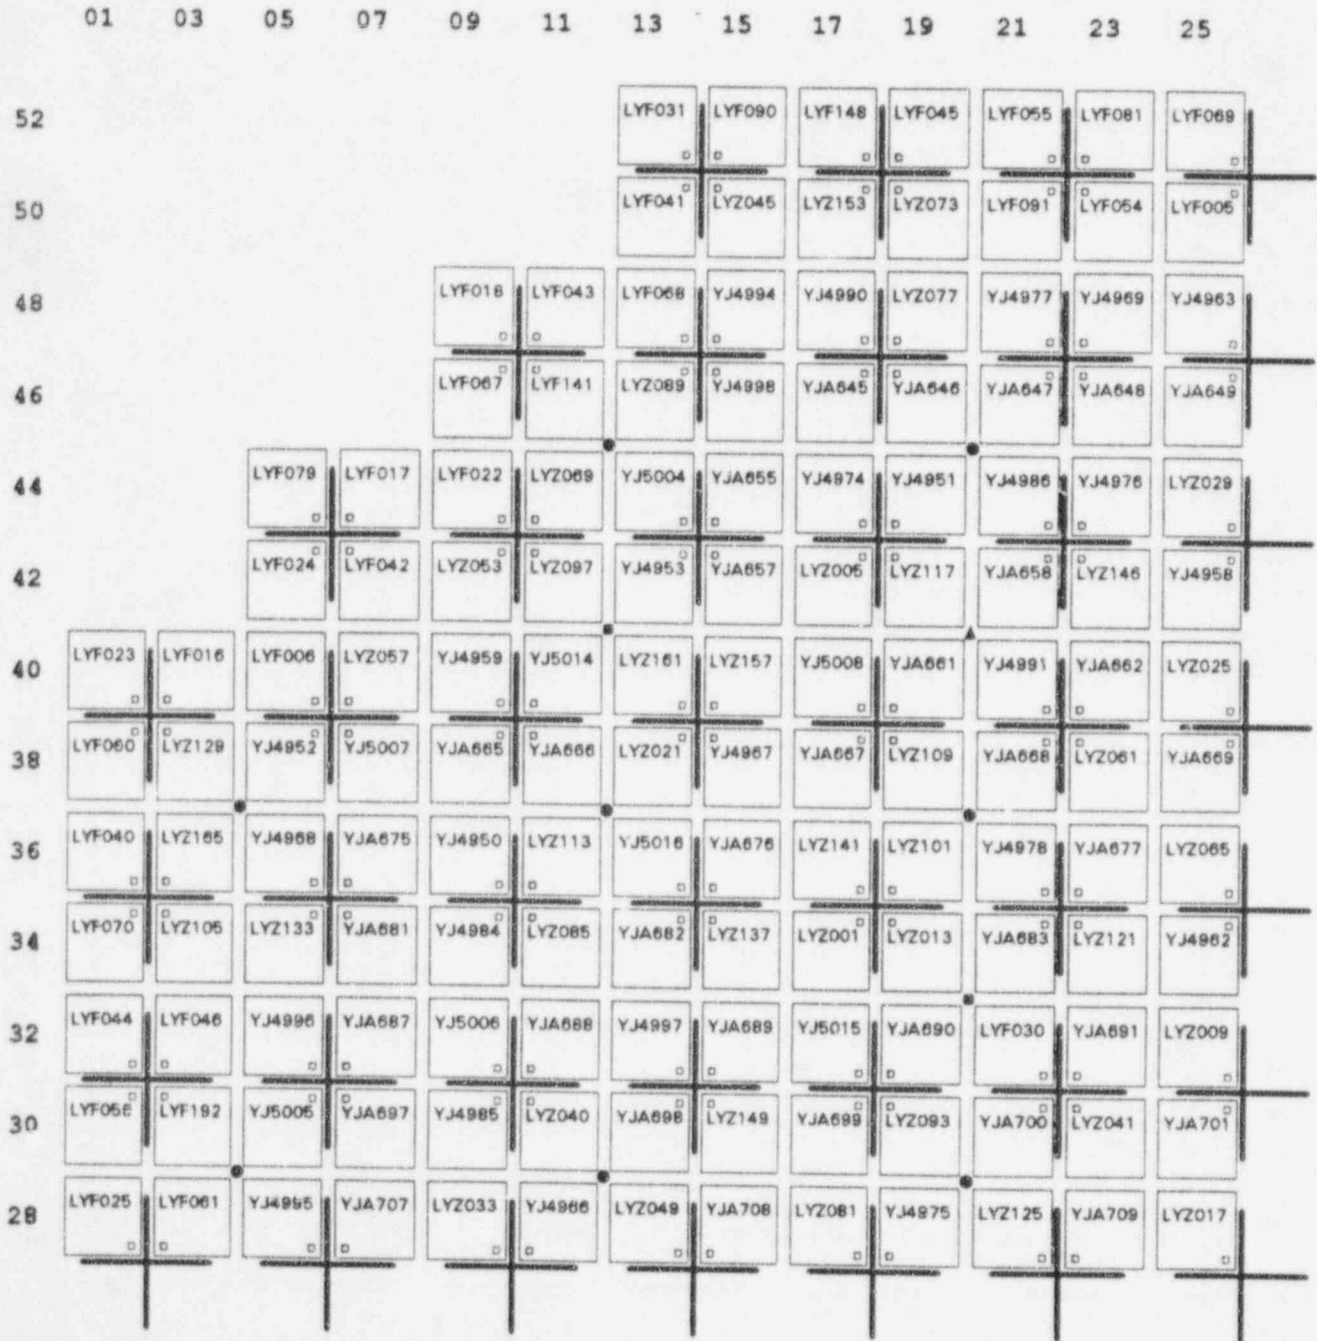 01 03 05 07 09 11 13 15 17 19 21 23 25
52 LYF031 LYF090 LYF148 LYF045 LYF055 LYF081 LYF069
50 LYF041 LYZ045 LYZ153 LYZ073 LYF091 LYF054 LYF005
48 LYF018 LYF043 LYF068 YJ4994 YJ4990 LYZ077 YJ4977 YJ4969 YJ4963
46 LYF067 LYF141 LYZ089 YJ4998 YJA645 YJA646 YJA647 YJA648 YJA649
44 LYF079 LYF017 LYF022 LYZ069 YJ5004 YJA655 YJ4974 YJ4951 YJ4986 YJ4976 LYZ029
42 LYF024 LYF042 LYZ053 LYZ097 YJ4953 YJA657 LYZ005 LYZ117 YJA658 LYZ146 YJ4958
40 LYF023 LYF016 LYF006 LYZ057 YJ4959 YJ5014 LYZ161 LYZ157 YJ5008 YJA661 YJ4991 YJA662 LYZ025
38 LYF060 LYZ129 YJ4952 YJ5007 YJA665 YJA666 LYZ021 YJ4967 YJA667 LYZ109 YJA668 LYZ061 YJA669
36 LYF040 LYZ165 YJ4968 YJA675 YJ4950 LYZ113 YJ5016 YJA676 LYZ141 LYZ101 YJ4978 YJA677 LYZ065
34 LYF070 LYZ105 LYZ133 YJA681 YJ4984 LYZ085 YJA682 LYZ137 LYZ001 LYZ013 YJA683 LYZ121 YJ4962
32 LYF044 LYF046 YJ4996 YJA687 YJ5006 YJA688 YJ4997 YJA689 YJ5015 YJA690 LYF030 YJA691 LYZ009
30 LYF056 LYF192 YJ5005 YJA697 YJ4985 LYZ040 YJA698 LYZ149 YJA699 LYZ093 YJA700 LYZ041 YJA701
28 LYF025 LYF061 YJ4995 YJA707 LYZ033 YJ4966 LYZ049 YJA708 LYZ081 YJ4975 LYZ125 YJA709 LYZ017